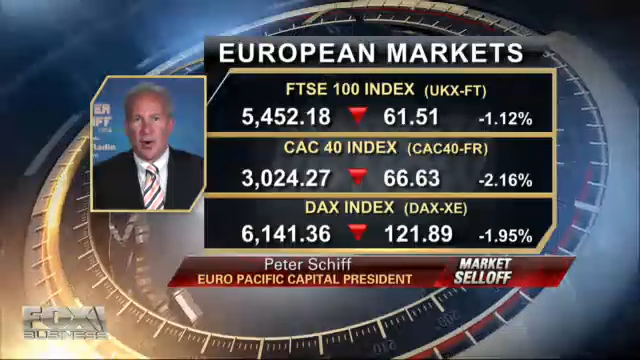 EUROPEAN MARKETS
FTSE 100 INDEX (UKX-FT)
5,452.18 61.51 -1.12%
CAC 40 INDEX (CAC40-FR)
3,024.27 66.63 -2.16%
DAX INDEX (DAX-XE)
6,141.36 121.89 -1.95%
Peter Schiff
EURO PACIFIC CAPITAL PRESIDENT
MARKET
SELLOFF
FOX
BUSINESS